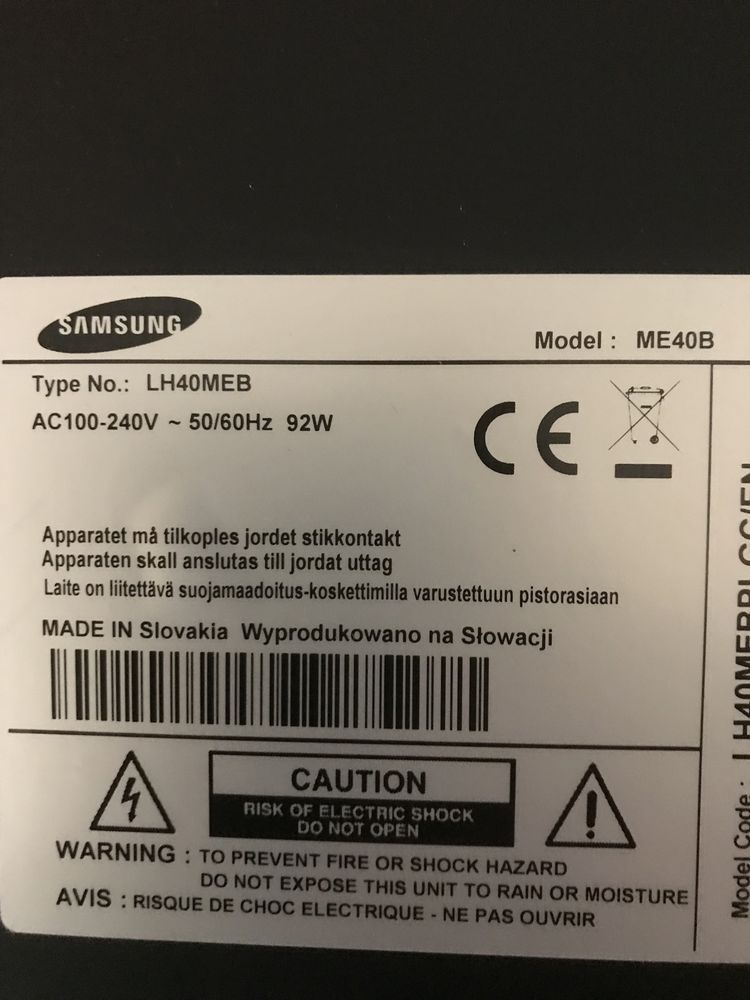 SAMSUNG
Model : ME40B
Type No.: LH40MEB
AC100-240V ~ 50/60Hz 92W
CE
Apparatet må tilkoples jordet stikkontakt
Apparaten skall anslutas till jordat uttag
Laite on liitettävä suojamaadoitus-koskettimilla varustettuun pistorasiaan
MADE IN Slovakia Wyprodukowano na Słowacji
CAUTION
RISK OF ELECTRIC SHOCK
DO NOT OPEN
WARNING : TO PREVENT FIRE OR SHOCK HAZARD
DO NOT EXPOSE THIS UNIT TO RAIN OR MOISTURE
AVIS : RISQUE DE CHOC ELECTRIQUE - NE PAS OUVRIR
Model Code :